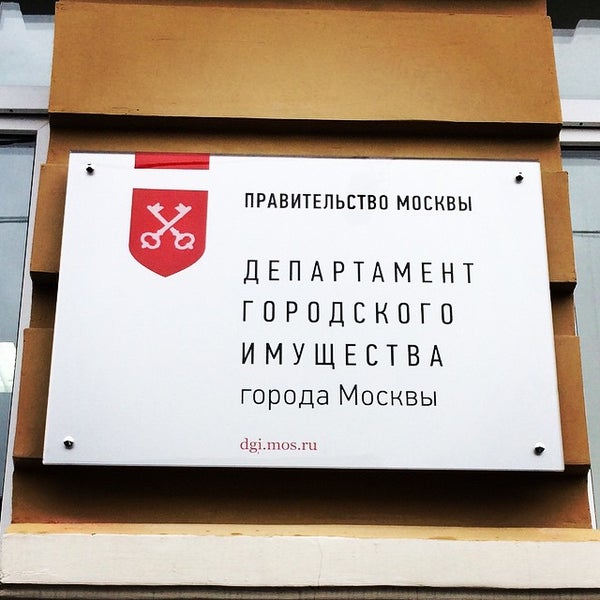 ПРАВИТЕЛЬСТВО МОСКВЫ
ДЕПАРТАМЕНТ
ГОРОДСКОГО
ИМУЩЕСТВА
города Москвы
dgi.mos.ru